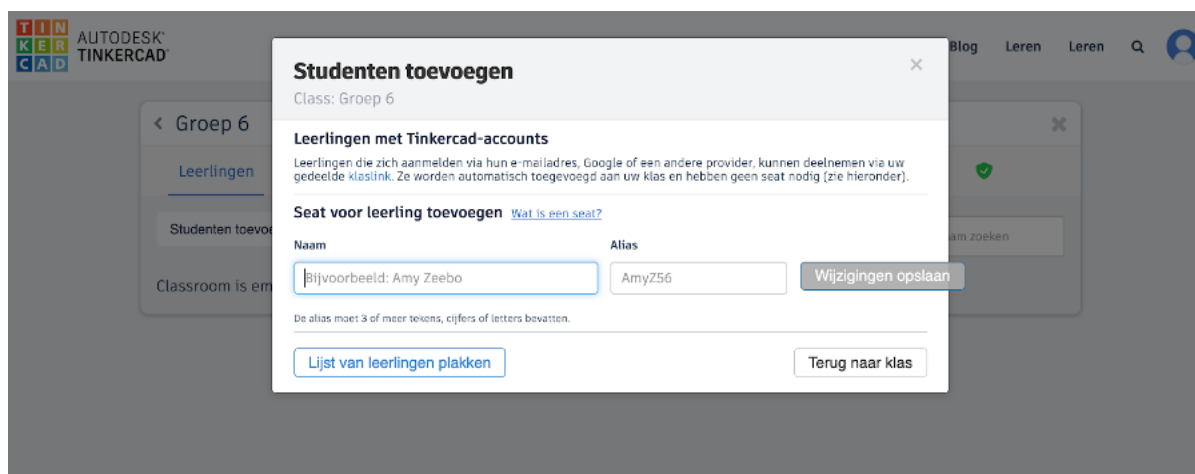 TIN
KER
CAD
AUTODESK
TINKERCAD
Blog
Leren
Leren
Groep 6
Leerlingen
Studenten toevoe
am zoeken
Classroom is em
Studenten toevoegen
Class: Groep 6
Leerlingen met Tinkercad-accounts
Leerlingen die zich aanmelden via hun e-mailadres, Google of een andere provider, kunnen deelnemen via uw
gedeelde klaslink. Ze worden automatisch toegevoegd aan uw klas en hebben geen seat nodig (zie hieronder).
Seat voor leerling toevoegen Wat is een seat?
Naam
Alias
Bijvoorbeeld: Amy Zeebo
AmyZ56
Wijzigingen opslaan
De alias moet 3 of meer tekens, cijfers of letters bevatten.
Lijst van leerlingen plakken
Terug naar klas